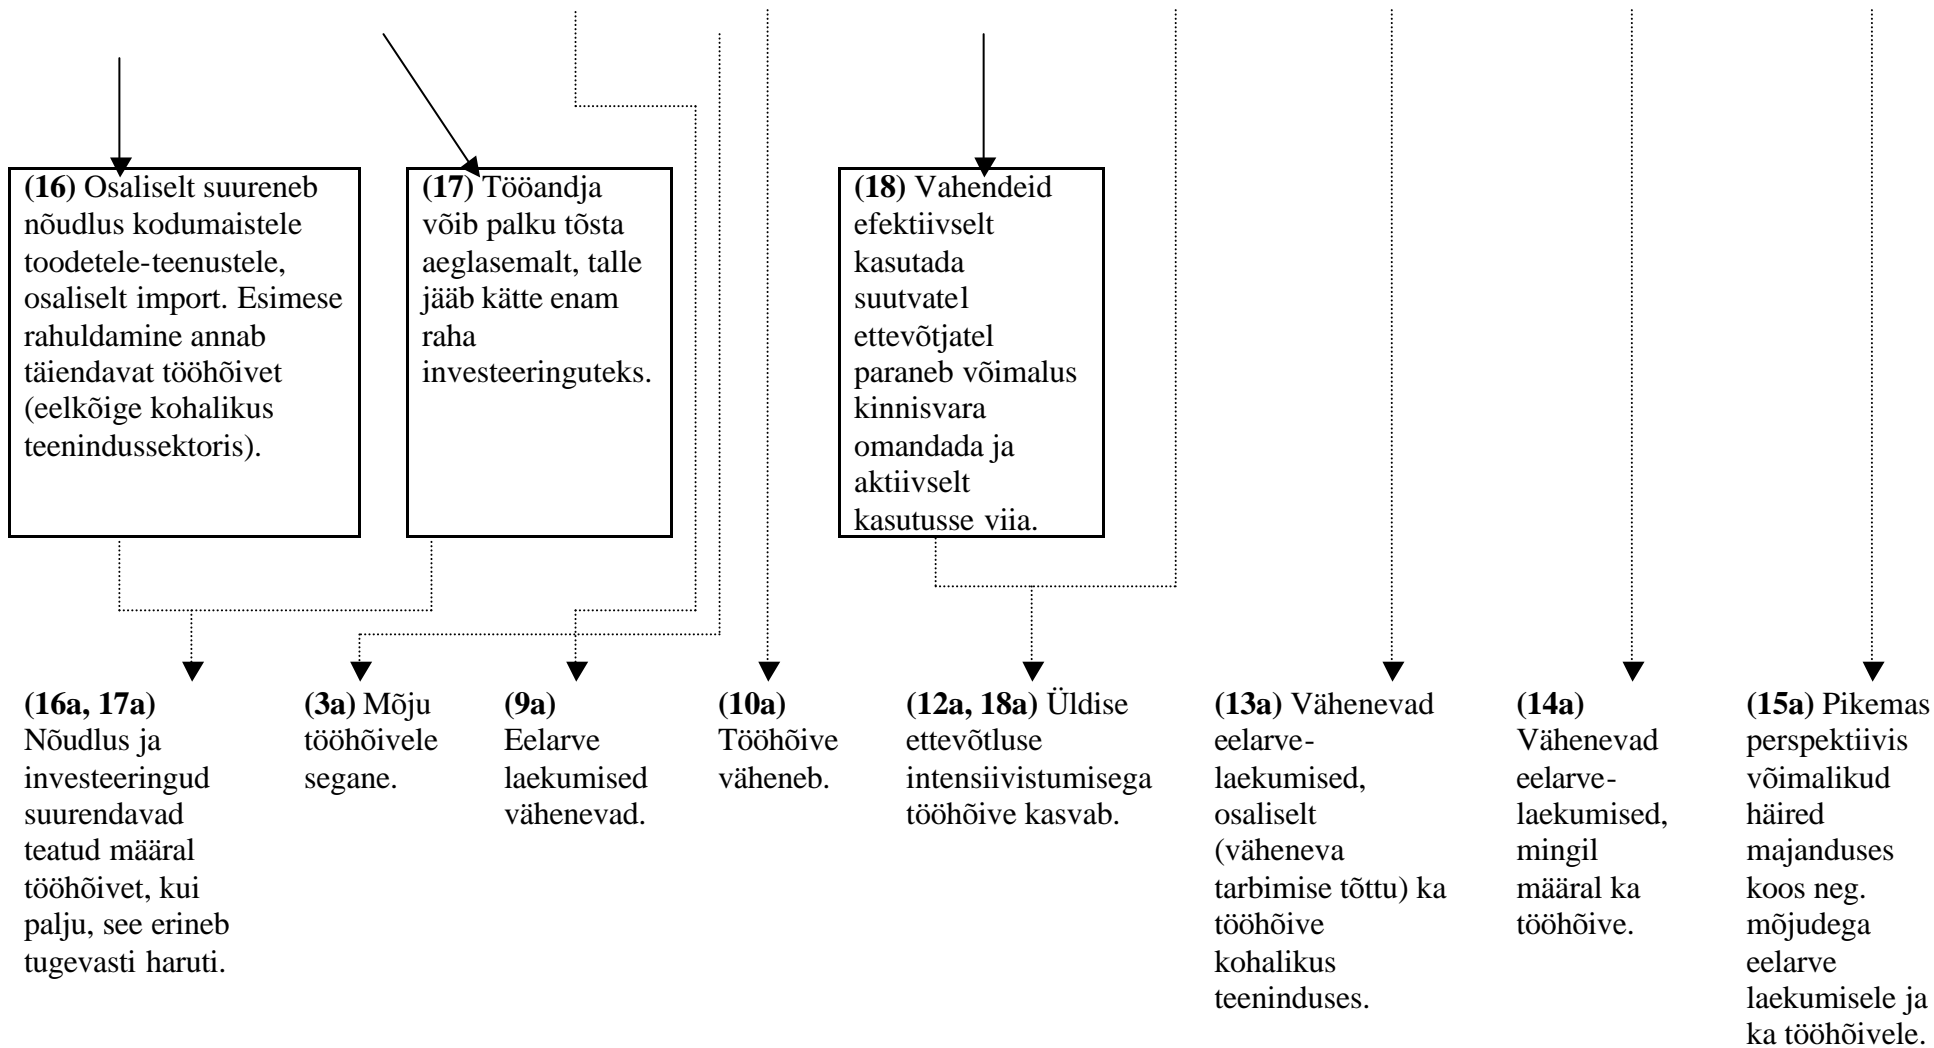 (16) Osaliselt suureneb
nõudlus kodumaistele
toodetele-teenustele,
osaliselt import. Esimese
rahuldamine annab
täiendavat tööhõivet
(eelkõige kohalikus
teenindussektoris).
(17) Tööandja
võib palku tõsta
aeglasemalt, talle
jääb kätte enam
raha
investeeringuteks.
(18) Vahendeid
efektiivselt
kasutada
suutvatel
ettevõtjatel
paraneb võimalus
kinnisvara
omandada ja
aktiivselt
kasutusse viia.
(16a, 17a)
Nõudlus ja
investeeringud
suurendavad
teatud määral
tööhõivet, kui
palju, see erineb
tugevasti haruti.
(3a) Mõju
tööhõivele
segane.
(9a)
Eelarve
laekumised
vähenevad.
(10a)
Tööhõive
väheneb.
(12a, 18a) Üldise
ettevõtluse
intensiivistumisega
tööhõive kasvab.
(13a) Vähenevad
eelarve-
laekumised,
osaliselt
(väheneva
tarbimise tõttu) ka
tööhõive
kohalikus
teeninduses.
(14a)
Vähenevad
eelarve-
laekumised,
mingil
määral ka
tööhõive.
(15a) Pikemas
perspektiivis
võimalikud
häired
majanduses
koos neg.
mõjudega
eelarve
laekumisele ja
ka tööhõivele.